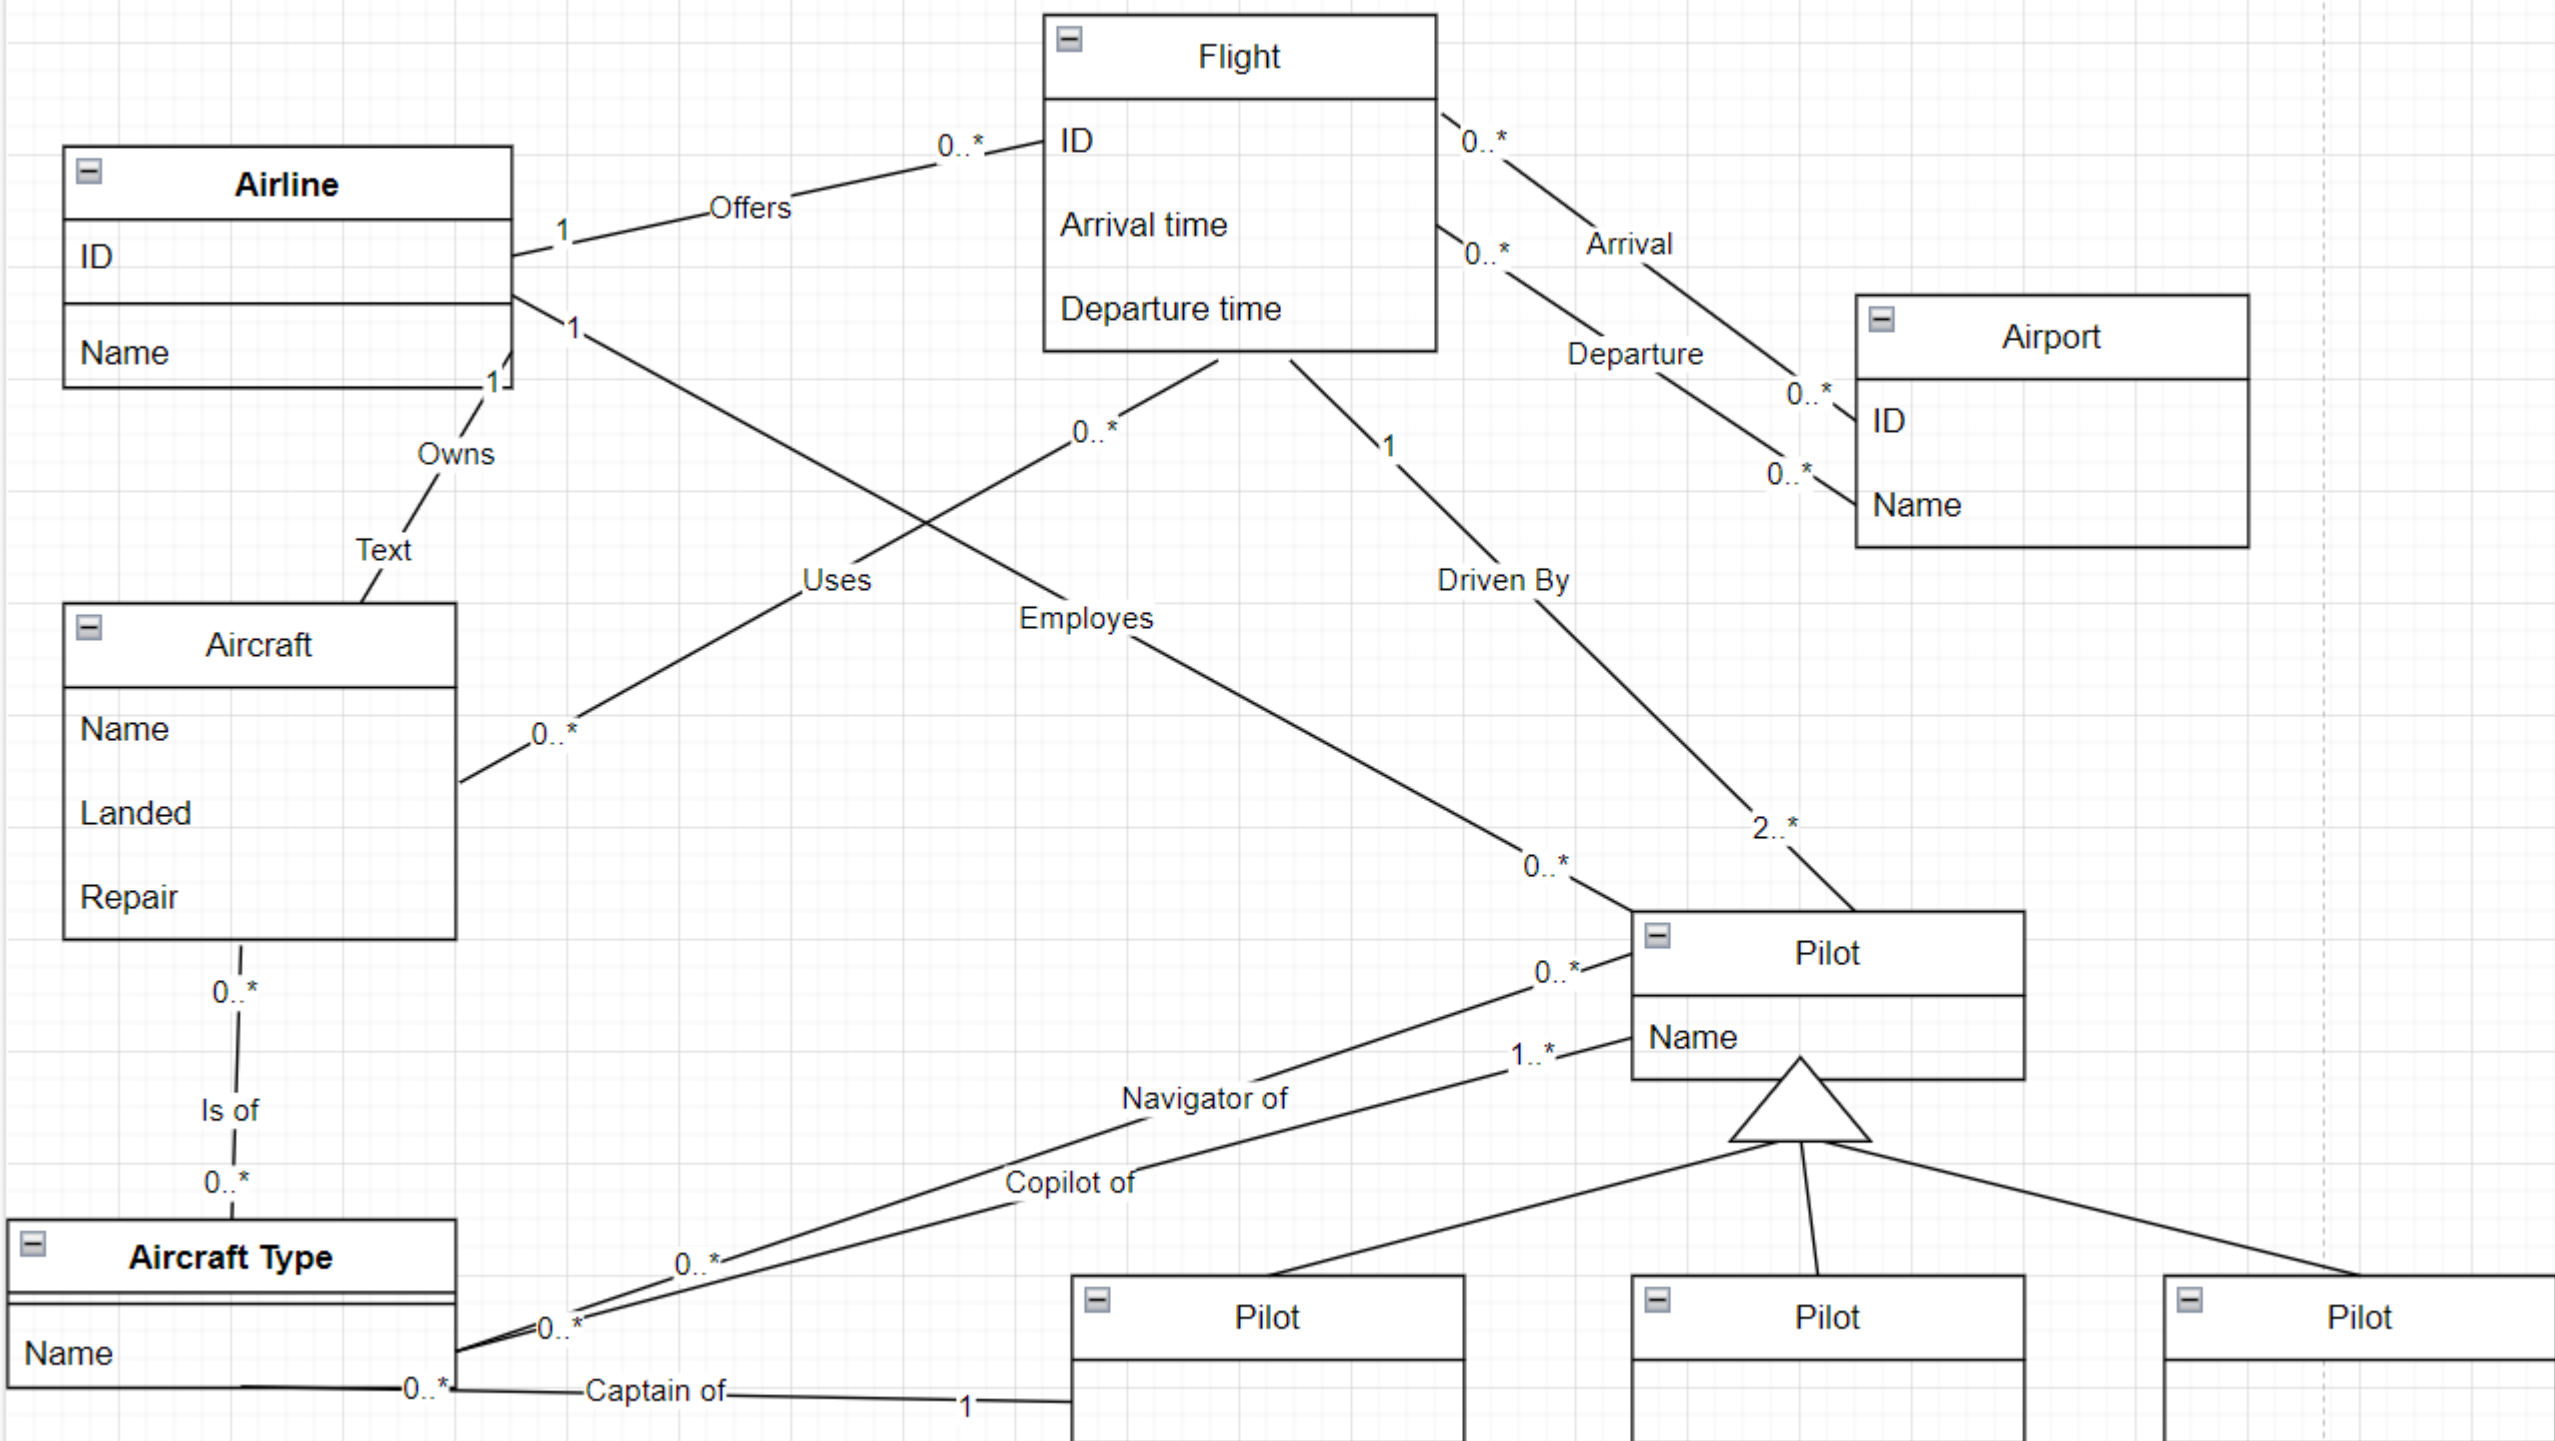 Flight
ID
Arrival time
Departure time
Airline
ID
Name
1
Offers
0..*
0..*
Arrival
0..*
0..*
Departure
0..*
Airport
ID
Name
1
Owns
Text
0..*
Uses
0..*
1
Employes
0..*
1
Driven By
2..*
Aircraft
Name
Landed
Repair
Pilot
Name
0..*
Is of
0..*
0..*
Navigator of
0..*
1..*
Copilot of
0..*
Aircraft Type
Name
0..*
Captain of
1
Pilot
Pilot
Pilot